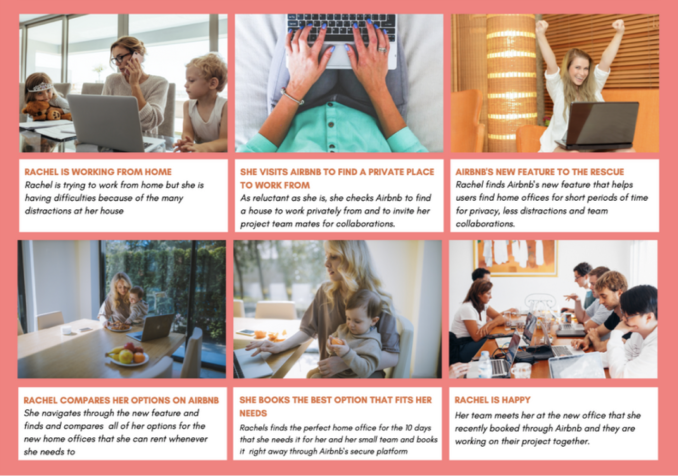 RACHEL IS WORKING FROM HOME
Rachel is trying to work from home but she is
having difficulties because of the many
distractions at her house
SHE VISITS AIRBNB TO FIND A PRIVATE PLACE
TO WORK FROM
As reluctant as she is, she checks Airbnb to find
a house to work privately from and to invite her
project team mates for collaborations.
AIRBNB'S NEW FEATURE TO THE RESCUE
Rachel finds Airbnb's new feature that helps
users find home offices for short periods of time
for privacy, less distractions and team
collaborations.
RACHEL COMPARES HER OPTIONS ON AIRBNB
She navigates through the new feature and
finds and compares all of her options for the
new home offices that she can rent whenever
she needs to
SHE BOOKS THE BEST OPTION THAT FITS HER
NEEDS
Rachels finds the perfect home office for the 10 days
that she needs it for her and her small team and books
it right away through Airbnb's secure platform
RACHEL IS HAPPY
Her team meets her at the new office that she
recently booked through Airbnb and they are
working on their project together.